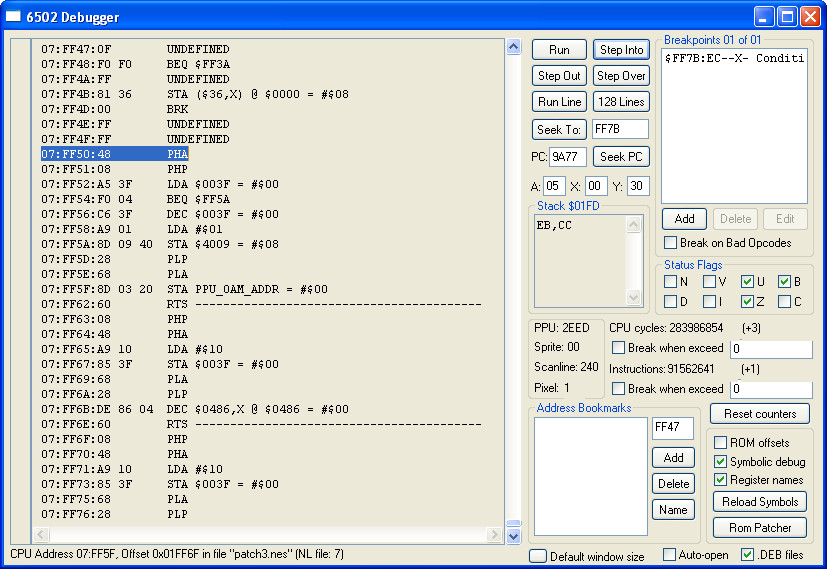 6502 Debugger
07:FF47:0F UNDEFINED
07:FF48:F0 F0 BEQ $FF3A
07:FF4A:FF UNDEFINED
07:FF4B:81 36 STA ($36,X) @ $0000 = #$08
07:FF4D:00 BRK
07:FF4E:FF UNDEFINED
07:FF4F:FF UNDEFINED
07:FF50:48 PHA
07:FF51:08 PHP
07:FF52:A5 3F LDA $003F = #$00
07:FF54:F0 04 BEQ $FF5A
07:FF56:C6 3F DEC $003F = #$00
07:FF58:A9 01 LDA #$01
07:FF5A:8D 09 40 STA $4009 = #$08
07:FF5D:28 PLP
07:FF5E:68 PLA
07:FF5F:8D 03 20 STA PPU_OAM_ADDR = #$00
07:FF62:60 RTS -----------------------------------------
07:FF63:08 PHP
07:FF64:48 PHA
07:FF65:A9 10 LDA #$10
07:FF67:85 3F STA $003F = #$00
07:FF69:68 PLA
07:FF6A:28 PLP
07:FF6B:DE 86 04 DEC $0486,X @ $0486 = #$00
07:FF6E:60 RTS -----------------------------------------
07:FF6F:08 PHP
07:FF70:48 PHA
07:FF71:A9 10 LDA #$10
07:FF73:85 3F STA $003F = #$00
07:FF75:68 PLA
07:FF76:28 PLP
CPU Address 07:FF5F, Offset 0x01FF6F in file "patch3.nes" (NL file: 7)
Run Step Into
Step Out Step Over
Run Line 128 Lines
Seek To: FF7B
PC: 9A77 Seek PC
A: 05 X: 00 Y: 30
Stack $01FD
EB,CC
Breakpoints 01 of 01
$FF7B:EC--X- Conditi
Add Delete Edit
Break on Bad Opcodes
Status Flags
N V U B
D I Z C
PPU: 2EED
Sprite: 00
Scanline: 240
Pixel: 1
CPU cycles: 283986854 (+3)
Break when exceed 0
Instructions: 91562641 (+1)
Break when exceed 0
Address Bookmarks
FF47
Add
Delete
Name
Reset counters
ROM offsets
Symbolic debug
Register names
Reload Symbols
Rom Patcher
Default window size
Auto-open
.DEB files